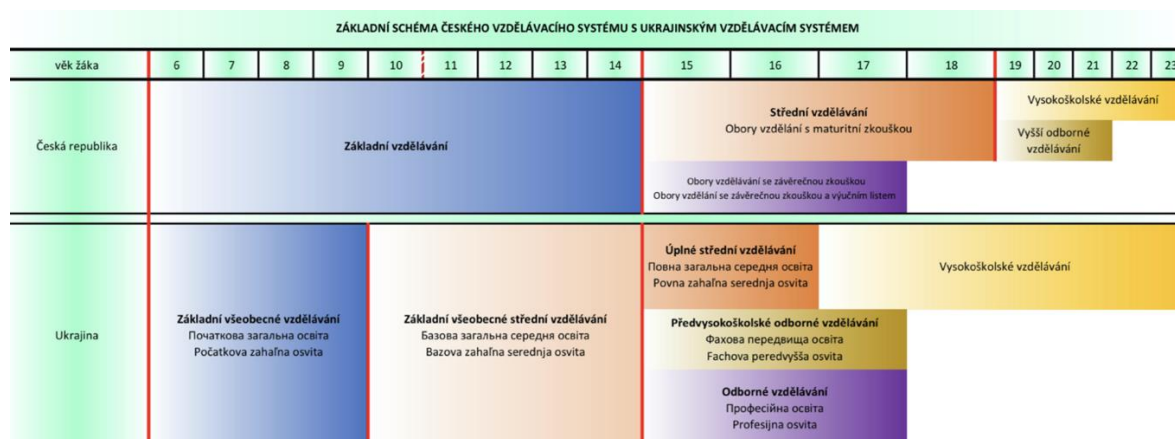 ZÁKLADNÍ SCHÉMA ČESKÉHO VZDĚLÁVACÍHO SYSTÉMU S UKRAJINSKÝM VZDĚLÁVACÍM SYSTÉMEM
věk žáka 6 7 8 9 10 11 12 13 14 15 16 17 18 19 20 21 22 23
Česká republika
Základní vzdělávání
Střední vzdělávání
Obory vzdělání s maturitní zkouškou
Obory vzdělávání se závěrečnou zkouškou
Obory vzdělání se závěrečnou zkouškou a výučním listem
Vysokoškolské vzdělávání
Vyšší odborné
vzdělávání
Ukrajina
Základní všeobecné vzdělávání
Початкова загальна освіта
Počatkova zahaľna osvita
Základní všeobecné střední vzdělávání
Базова загальна середня освіта
Bazova zahaľna serednja osvita
Úplné střední vzdělávání
Повна загальна середня освіта
Povna zahaľna serednja osvita
Vysokoškolské vzdělávání
Předvysokoškolské odborné vzdělávání
Фахова передвища освіта
Fachova peredvyšša osvita
Odborné vzdělávání
Професійна освіта
Profesijna osvita